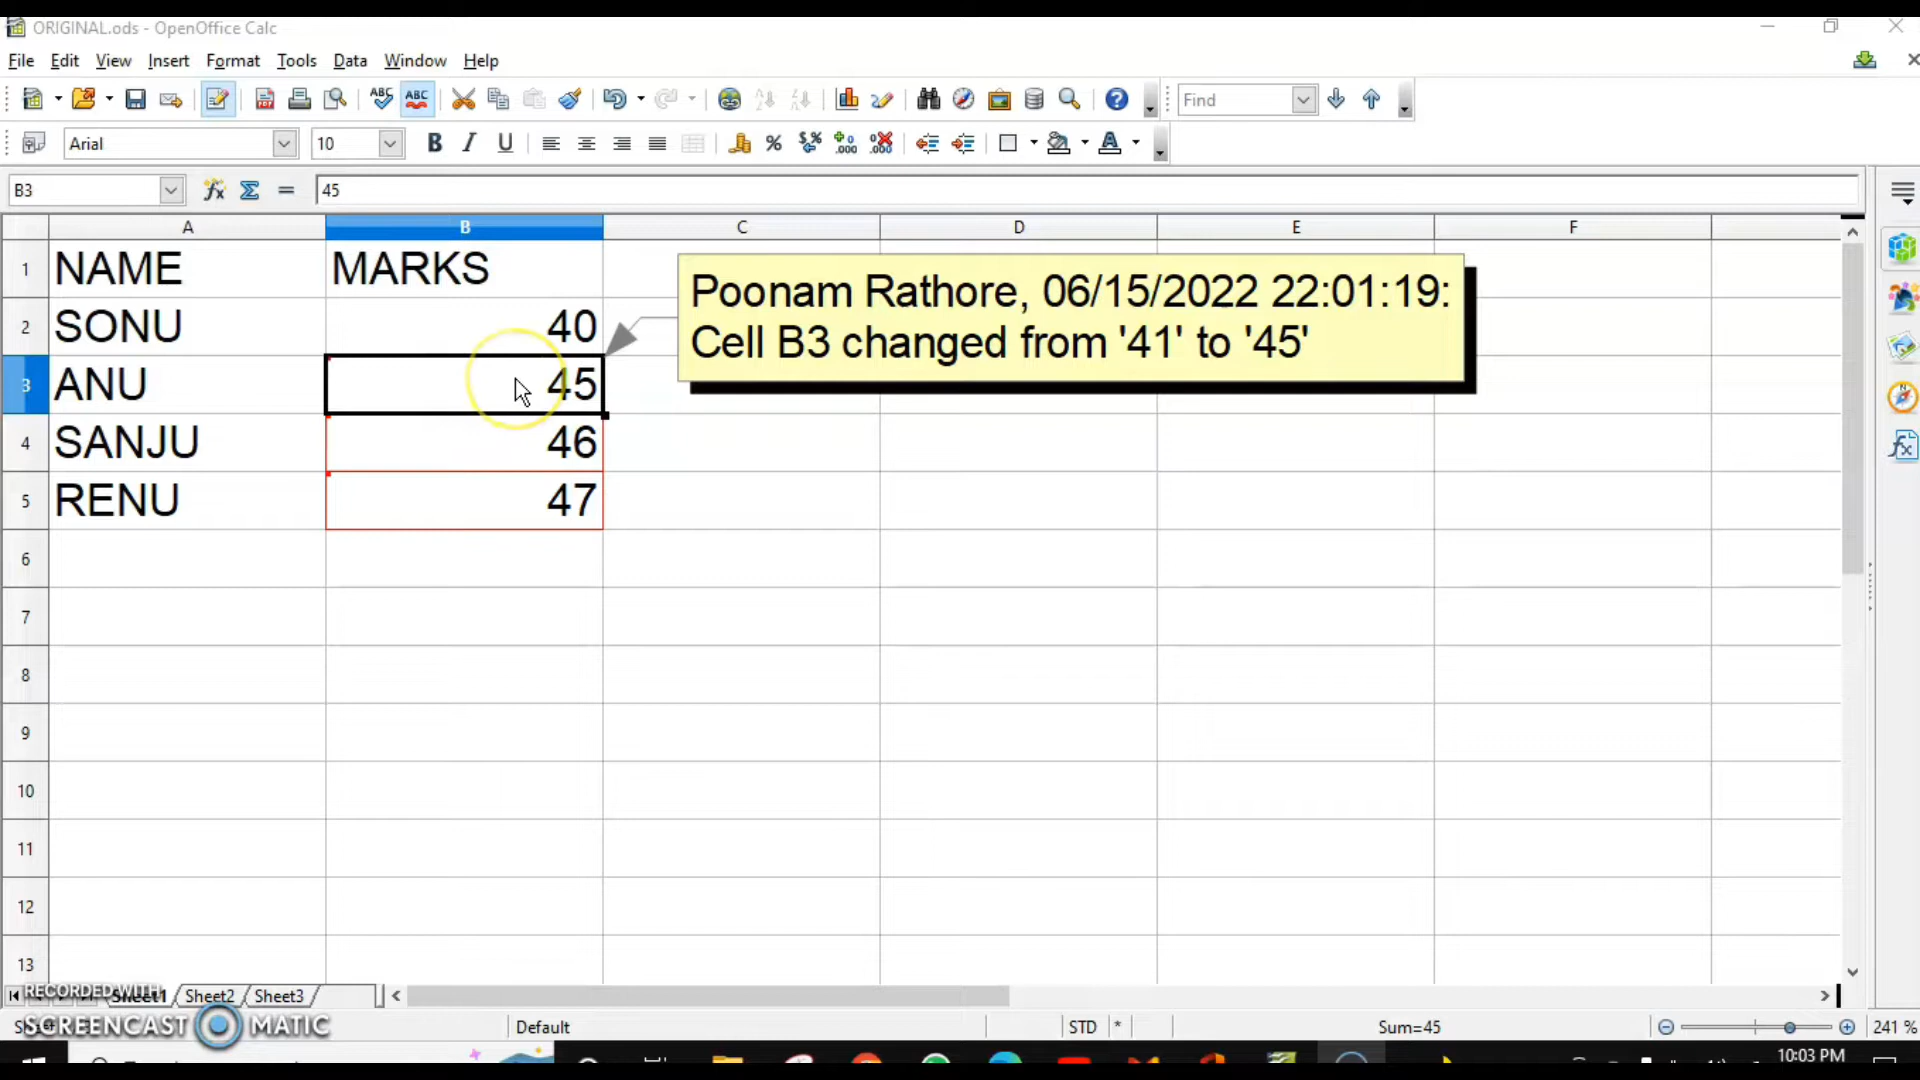 ORIGINAL.ods - OpenOffice Calc
File Edit View Insert Format Tools Data Window Help
Find
Arial 10
B3 45
A B C D E F
1 NAME MARKS
2 SONU 40
3 ANU 45
4 SANJU 46
5 RENU 47
6
7
8
9
10
11
12
13
Poonam Rathore, 06/15/2022 22:01:19:
Cell B3 changed from '41' to '45'
RECORDED WITH
Sheet1 Sheet2 Sheet3
SCREENCAST MATIC
Default STD * Sum=45 241 %
10:03 PM